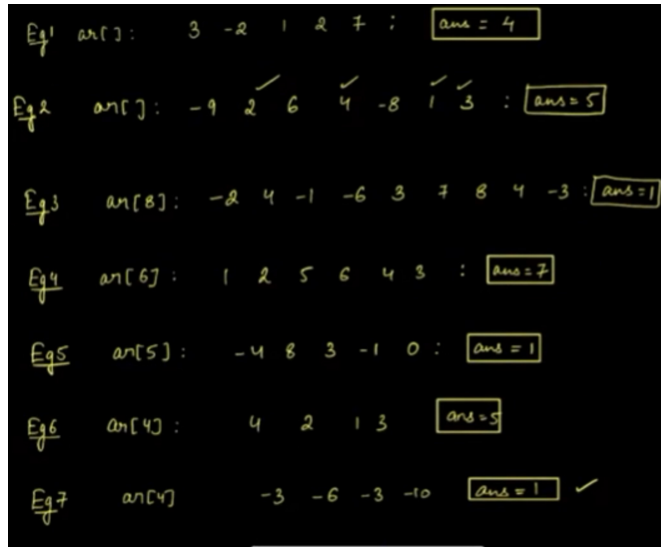 Eg1 ar[]: 3 -2 1 2 7 : ans = 4
Eg2 ar[]: -9 2 6 4 -8 1 3 : ans = 5
Eg3 ar[8]: -2 4 -1 -6 3 7 8 4 -3 : ans = 1
Eg4 ar[6]: 1 2 5 6 4 3 : ans = 7
Eg5 ar[5]: -4 8 3 -1 0 : ans = 1
Eg6 ar[4]: 4 2 1 3 ans = 5
Eg7 ar[4] -3 -6 -3 -10 ans = 1